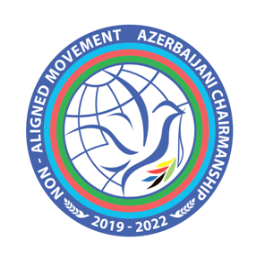 NON - ALIGNED MOVEMENT AZERBAIJANI CHAIRMANSHIP
2019 - 2022